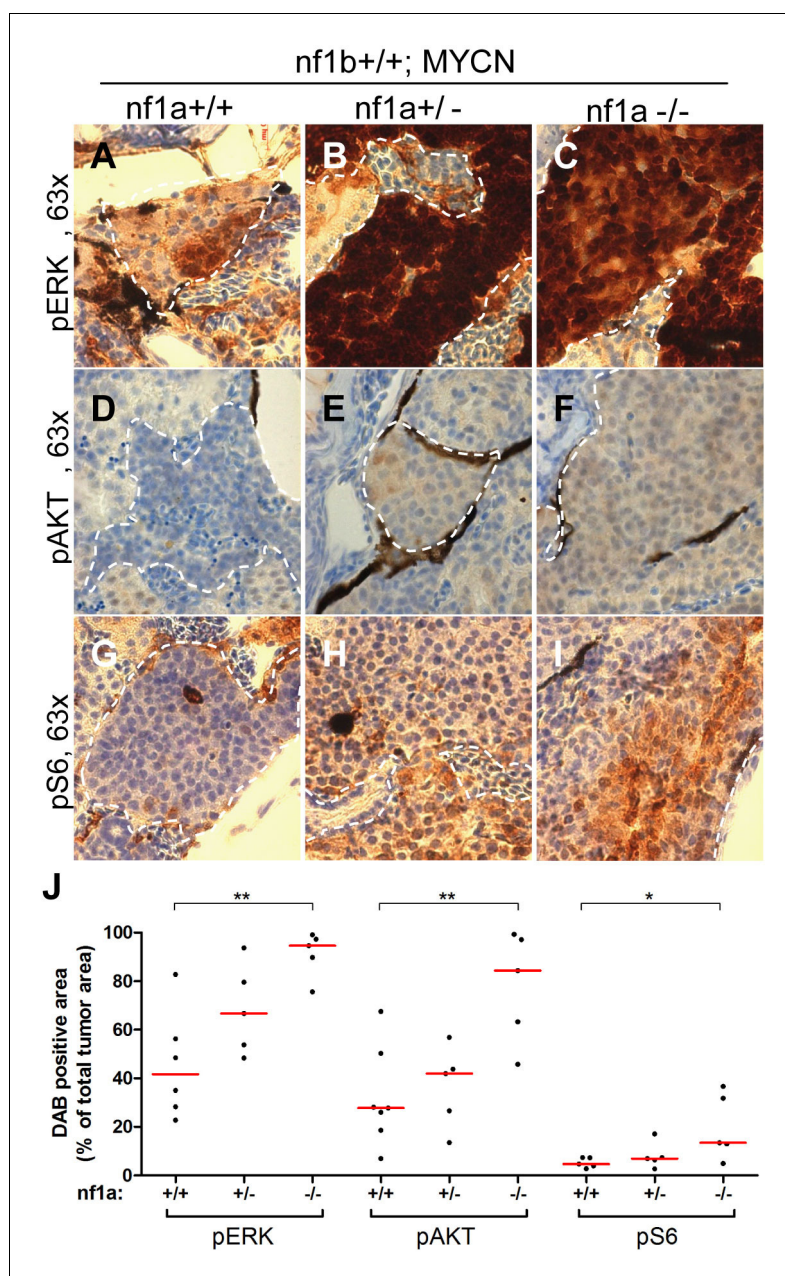 nf1b+/+; MYCN
nf1a+/+ nf1a+/ - nf1a -/-
pERK , 63x
A B C
pAKT , 63x
D E F
pS6, 63x
G H I
J
** ** *
DAB positive area
(% of total tumor area)
100
80
60
40
20
0
nf1a: +/+ +/- -/- +/+ +/- -/- +/+ +/- -/-
pERK pAKT pS6